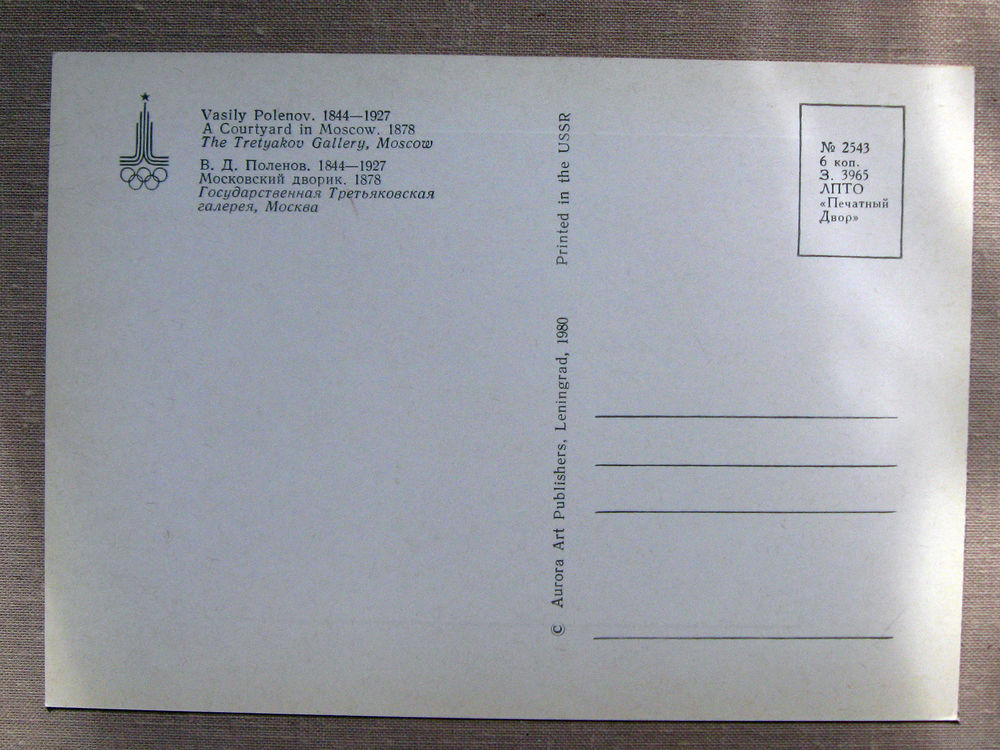 Vasily Polenov. 1844—1927
A Courtyard in Moscow. 1878
The Tretyakov Gallery, Moscow
В. Д. Поленов. 1844—1927
Московский дворик. 1878
Государственная Третьяковская
галерея, Москва
© Aurora Art Publishers, Leningrad, 1980 Printed in the USSR
№ 2543
6 коп.
З. 3965
ЛПТО
«Печатный
Двор»